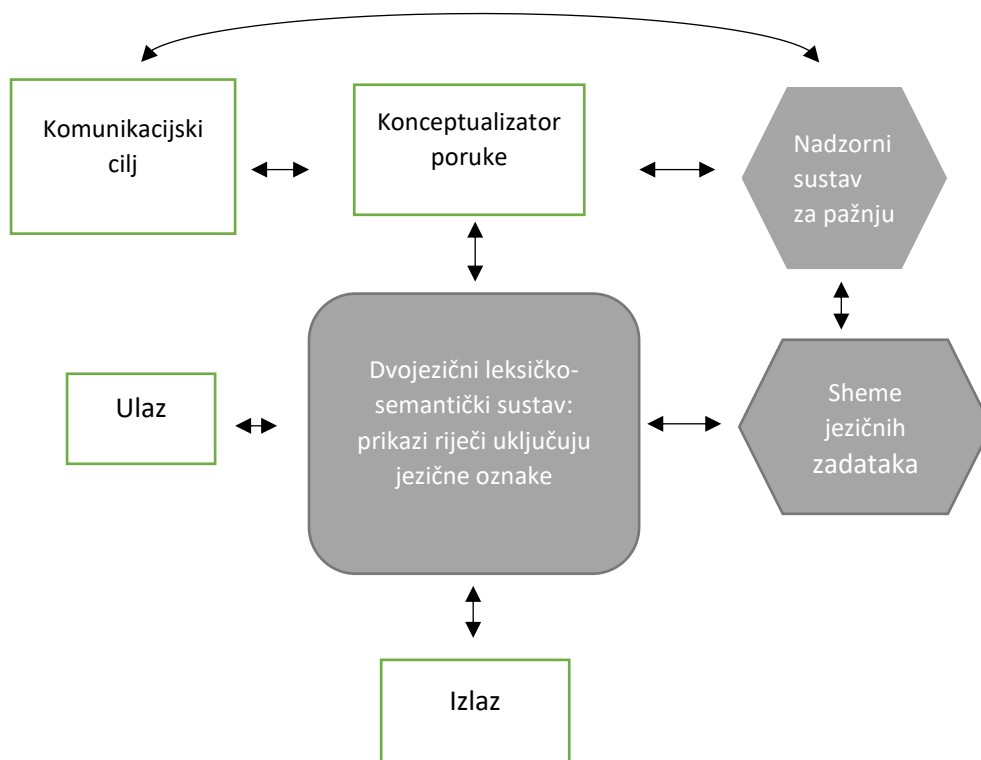 Komunikacijski
cilj
Konceptualizator
poruke
Nadzorni
sustav
za pažnju
Ulaz
Dvojezični leksičko-
semantički sustav:
prikazi riječi uključuju
jezične oznake
Sheme
jezičnih
zadataka
Izlaz